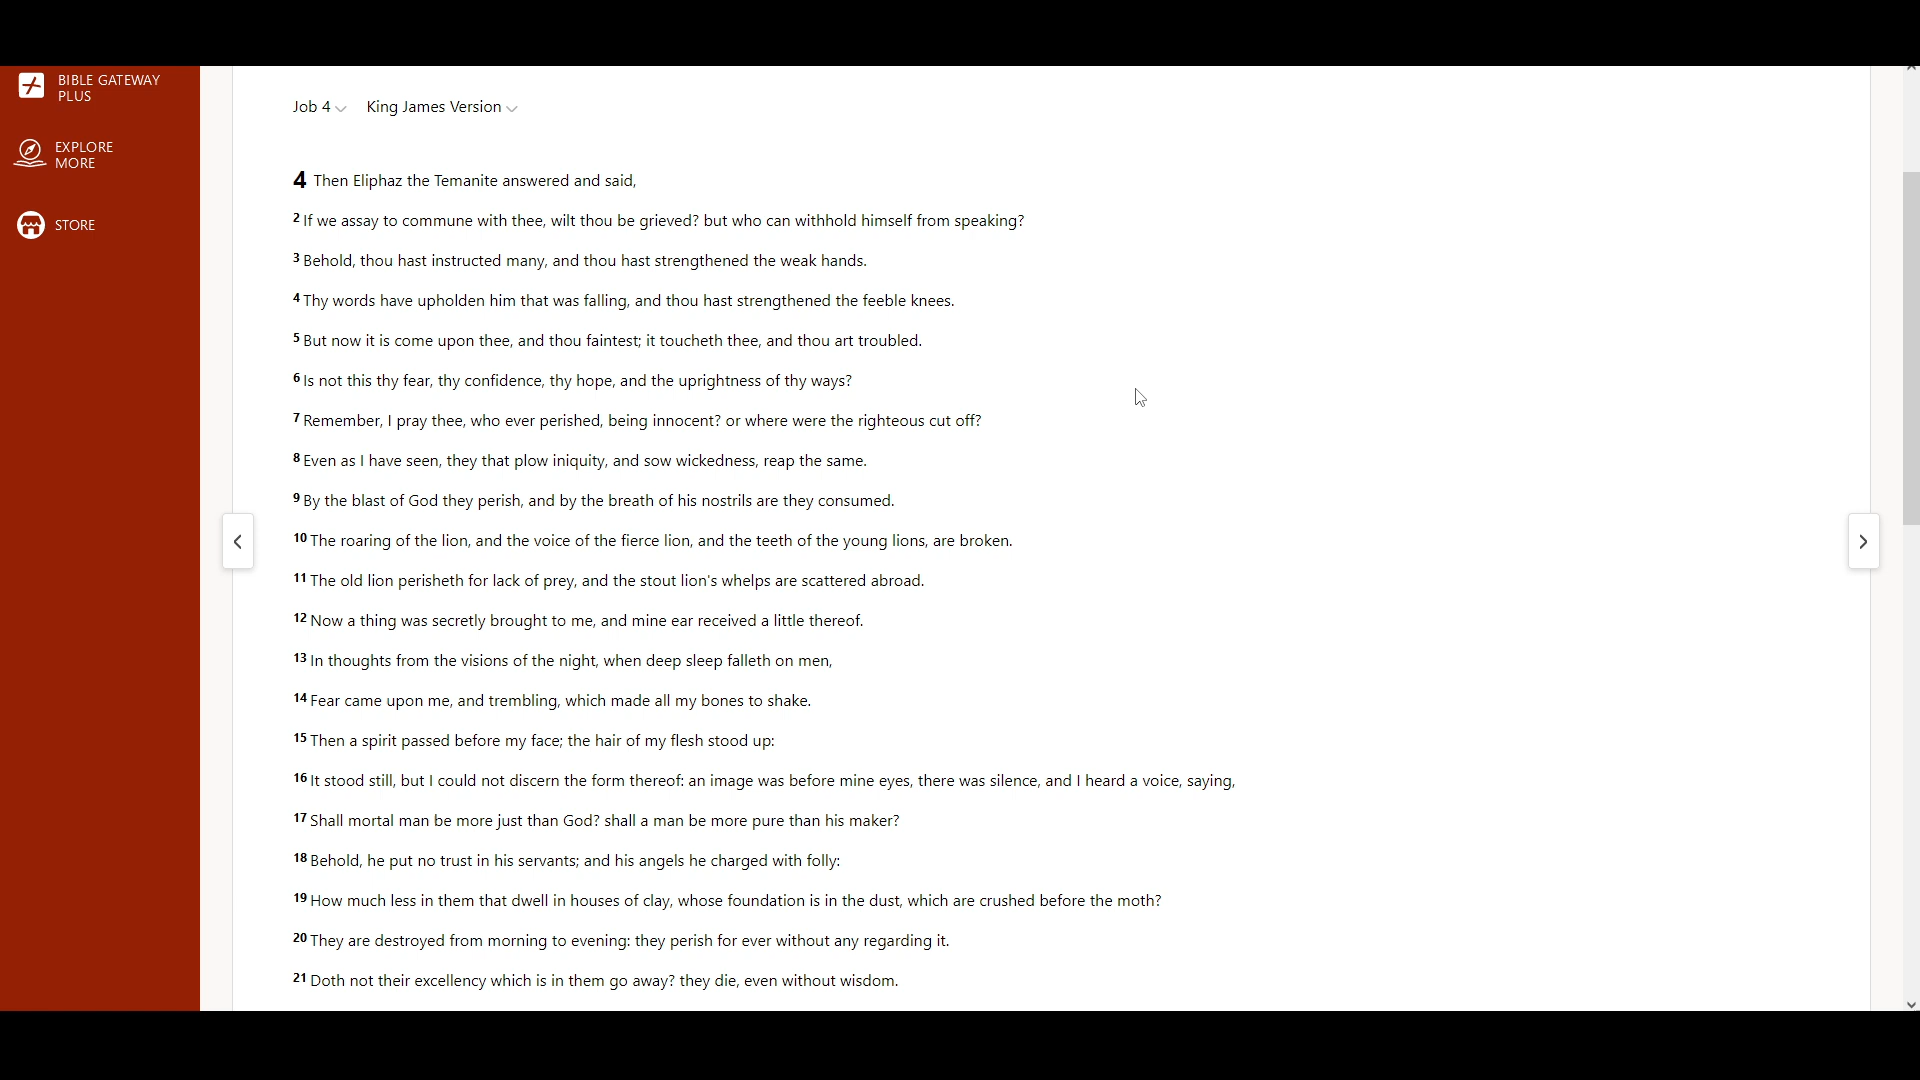 BIBLE GATEWAY
PLUS
EXPLORE
MORE
STORE
Job 4 King James Version
4 Then Eliphaz the Temanite answered and said,
2 If we assay to commune with thee, wilt thou be grieved? but who can withhold himself from speaking?
3 Behold, thou hast instructed many, and thou hast strengthened the weak hands.
4 Thy words have upholden him that was falling, and thou hast strengthened the feeble knees.
5 But now it is come upon thee, and thou faintest; it toucheth thee, and thou art troubled.
6 Is not this thy fear, thy confidence, thy hope, and the uprightness of thy ways?
7 Remember, I pray thee, who ever perished, being innocent? or where were the righteous cut off?
8 Even as I have seen, they that plow iniquity, and sow wickedness, reap the same.
9 By the blast of God they perish, and by the breath of his nostrils are they consumed.
10 The roaring of the lion, and the voice of the fierce lion, and the teeth of the young lions, are broken.
11 The old lion perisheth for lack of prey, and the stout lion's whelps are scattered abroad.
12 Now a thing was secretly brought to me, and mine ear received a little thereof.
13 In thoughts from the visions of the night, when deep sleep falleth on men,
14 Fear came upon me, and trembling, which made all my bones to shake.
15 Then a spirit passed before my face; the hair of my flesh stood up:
16 It stood still, but I could not discern the form thereof: an image was before mine eyes, there was silence, and I heard a voice, saying,
17 Shall mortal man be more just than God? shall a man be more pure than his maker?
18 Behold, he put no trust in his servants; and his angels he charged with folly:
19 How much less in them that dwell in houses of clay, whose foundation is in the dust, which are crushed before the moth?
20 They are destroyed from morning to evening: they perish for ever without any regarding it.
21 Doth not their excellency which is in them go away? they die, even without wisdom.